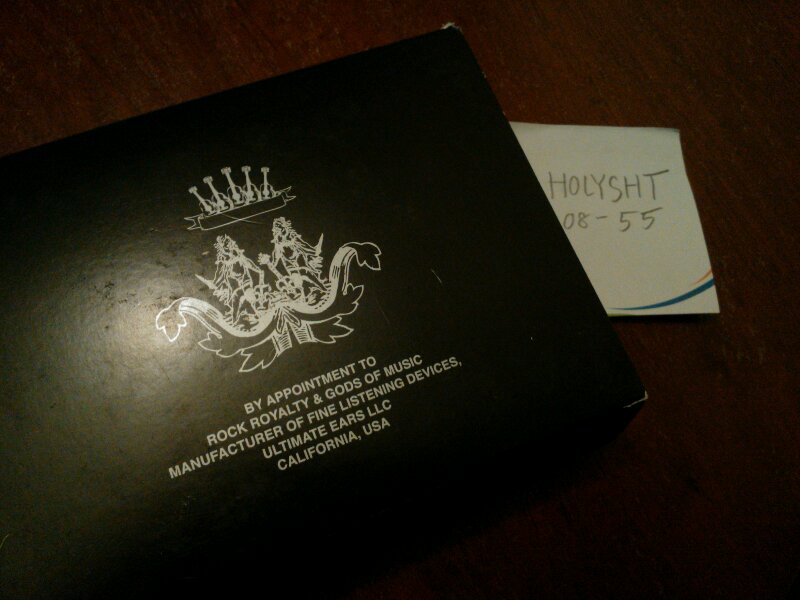 BY APPOINTMENT TO
ROCK ROYALTY & GODS OF MUSIC
MANUFACTURER OF FINE LISTENING DEVICES,
ULTIMATE EARS LLC
CALIFORNIA, USA
HOLYSHT
08-55